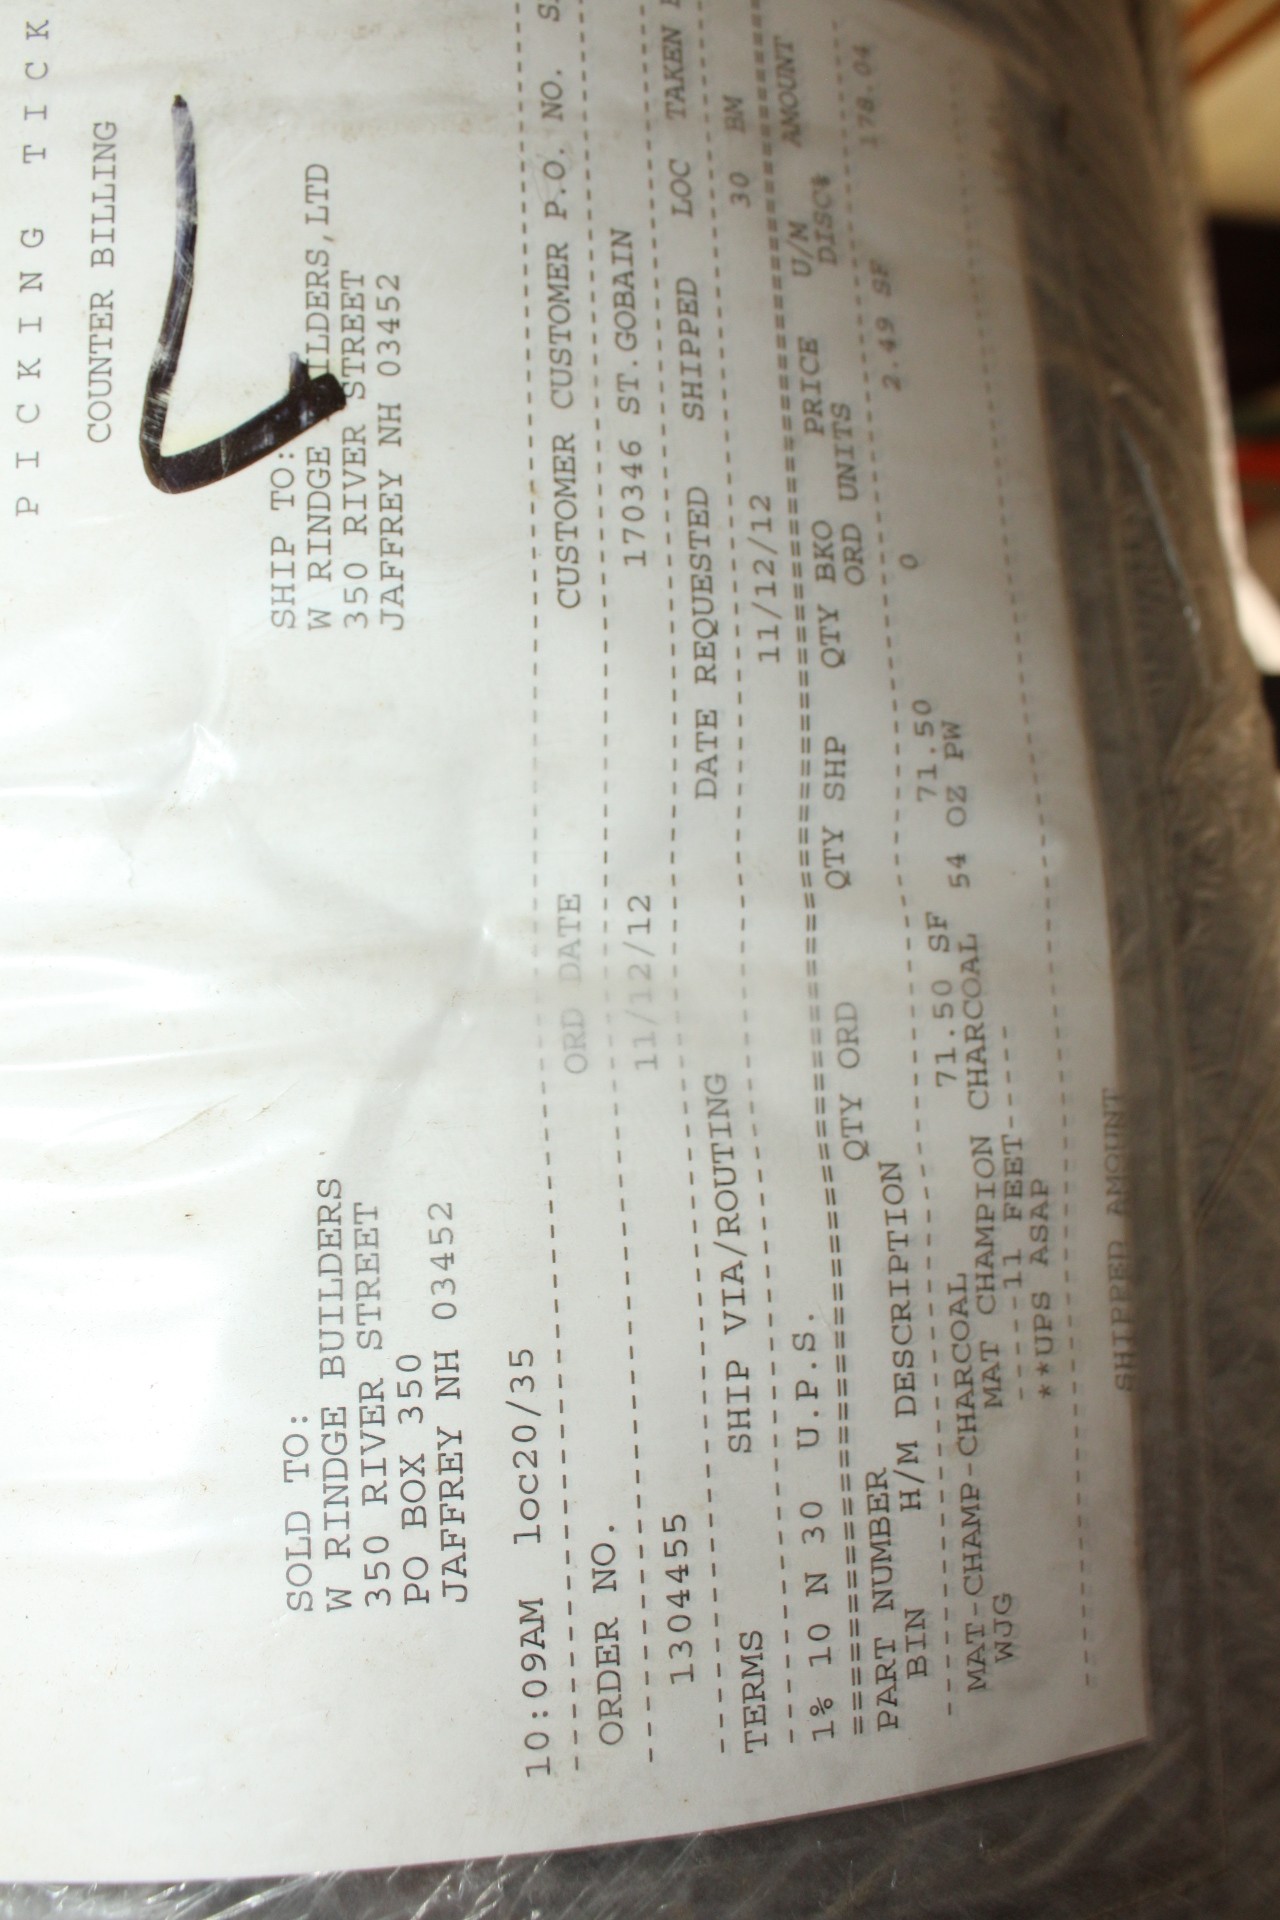 PICKING TICK
COUNTER BILLING
SOLD TO: SHIP TO:
W RINDGE BUILDERS W RINDGE ILDERS,LTD
350 RIVER STREET 350 RIVER STREET
PO BOX 350 JAFFREY NH 03452
JAFFREY NH 03452
10:09AM loc20/35
ORDER NO. ORD DATE CUSTOMER CUSTOMER P.O. NO. S
1304455 11/12/12 170346 ST.GOBAIN
TERMS SHIP VIA/ROUTING DATE REQUESTED SHIPPED LOC TAKEN
1% 10 N 30 U.P.S. 11/12/12 30 BM
PART NUMBER QTY ORD QTY SHP QTY BKO PRICE U/M AMOUNT
BIN H/M DESCRIPTION ORD UNITS DISC%
MAT-CHAMP-CHARCOAL 71.50 SF 71.50 0 2.49 SF 178.04
WJG MAT CHAMPION CHARCOAL 54 OZ PW
-----11 FEET-----
**UPS ASAP
SHIPPED AMOUNT